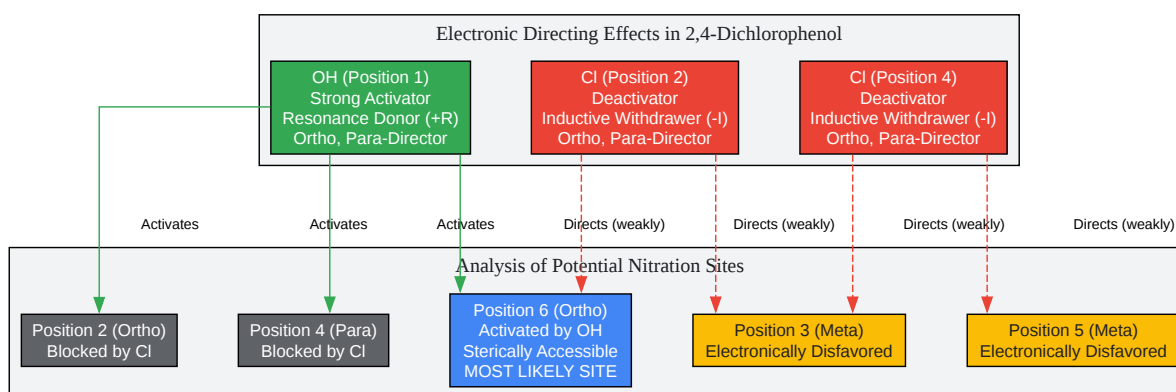 Electronic Directing Effects in 2,4-Dichlorophenol
OH (Position 1)
Strong Activator
Resonance Donor (+R)
Ortho, Para-Director
Cl (Position 2)
Deactivator
Inductive Withdrawer (-I)
Ortho, Para-Director
Cl (Position 4)
Deactivator
Inductive Withdrawer (-I)
Ortho, Para-Director
Activates
Activates
Activates
Directs (weakly)
Directs (weakly)
Directs (weakly)
Directs (weakly)
Analysis of Potential Nitration Sites
Position 2 (Ortho)
Blocked by Cl
Position 4 (Para)
Blocked by Cl
Position 6 (Ortho)
Activated by OH
Sterically Accessible
MOST LIKELY SITE
Position 3 (Meta)
Electronically Disfavored
Position 5 (Meta)
Electronically Disfavored